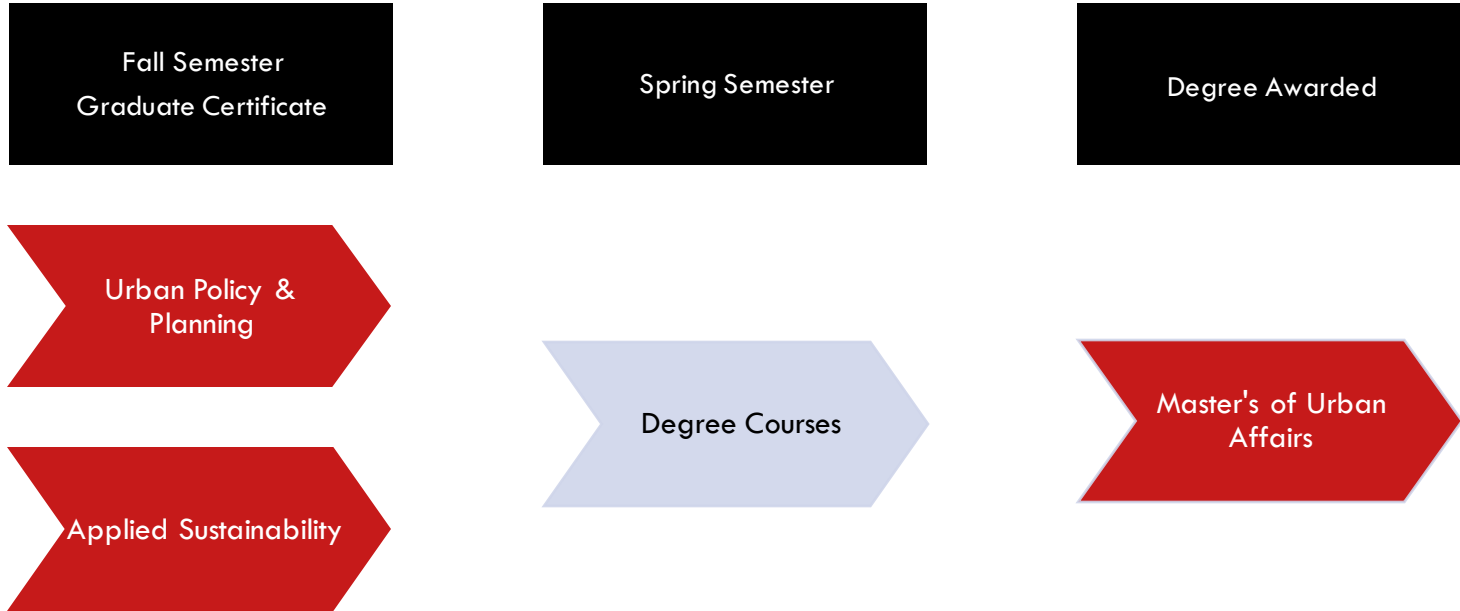 Fall Semester
Graduate Certificate
Spring Semester
Degree Awarded
Urban Policy &
Planning
Applied Sustainability
Degree Courses
Master's of Urban
Affairs